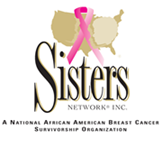 Sisters
NETWORK® INC.
A NATIONAL AFRICAN AMERICAN BREAST CANCER
SURVIVORSHIP ORGANIZATION